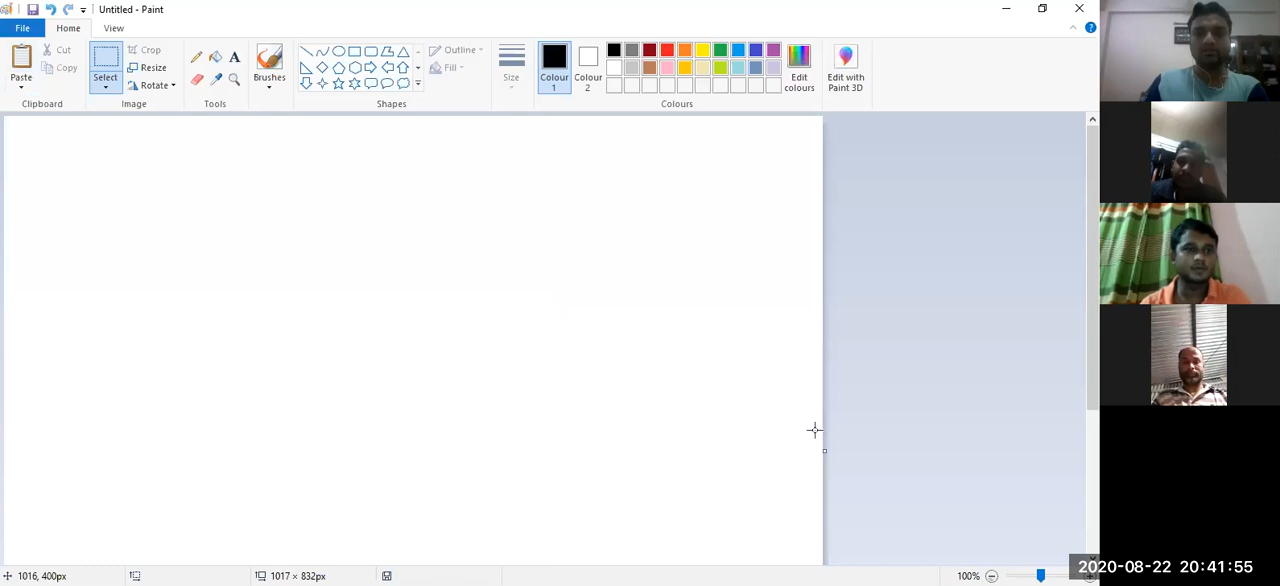 Untitled - Paint
File Home View
Paste
Cut
Copy
Clipboard
Select
Crop
Resize
Rotate
Image
A
Tools
Brushes
Shapes
Outline
Fill
Size
Colour 1
Colour 2
Colours
Edit colours
Edit with Paint 3D
1016, 400px
1017 × 832px
100%
2020-08-22 20:41:55